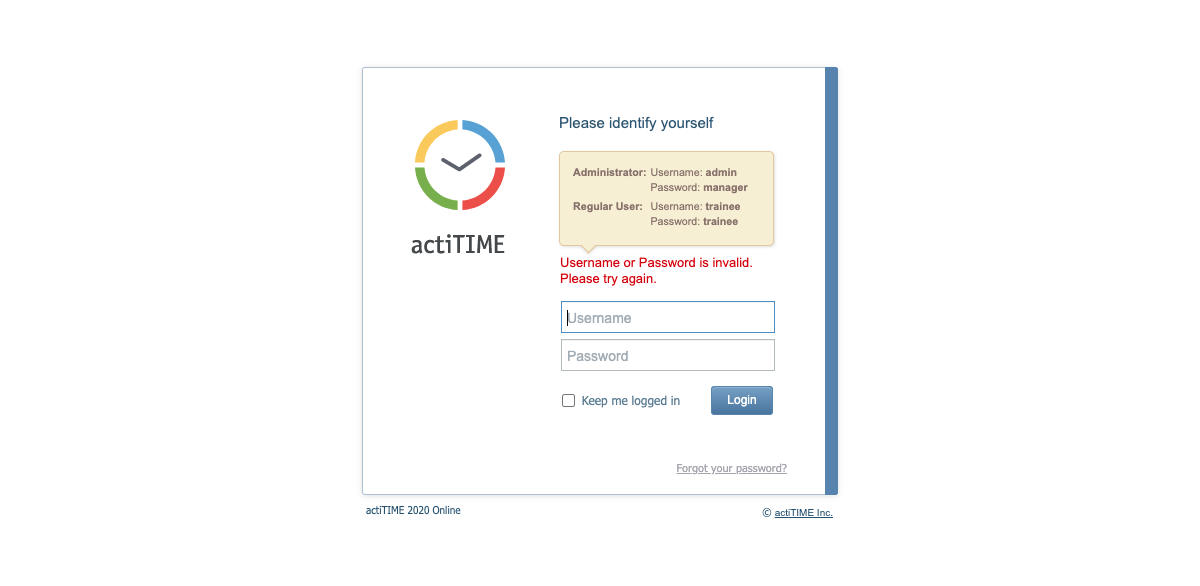 actiTIME
Please identify yourself
Administrator: Username: admin
Password: manager
Regular User: Username: trainee
Password: trainee
Username or Password is invalid.
Please try again.
Username
Password
Keep me logged in
Login
Forgot your password?
actiTIME 2020 Online
© actiTIME Inc.